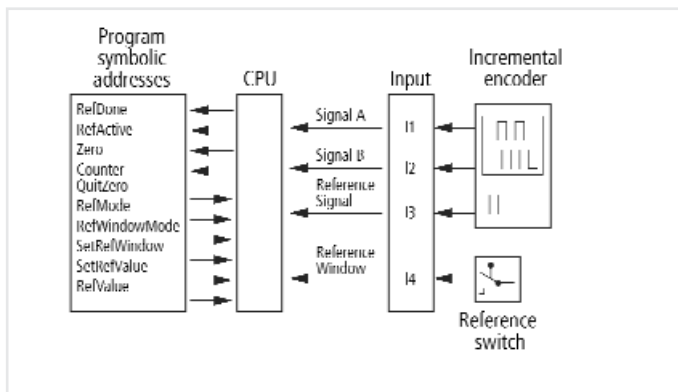 Program
symbolic
addresses
CPU
Input
Incremental
encoder
RefDone
RefActive
Zero
Counter
QuitZero
RefMode
RefWindowMode
SetRefWindow
SetRefValue
RefValue
Signal A
Signal B
Reference
Signal
Reference
Window
I1
I2
I3
I4
Reference
switch